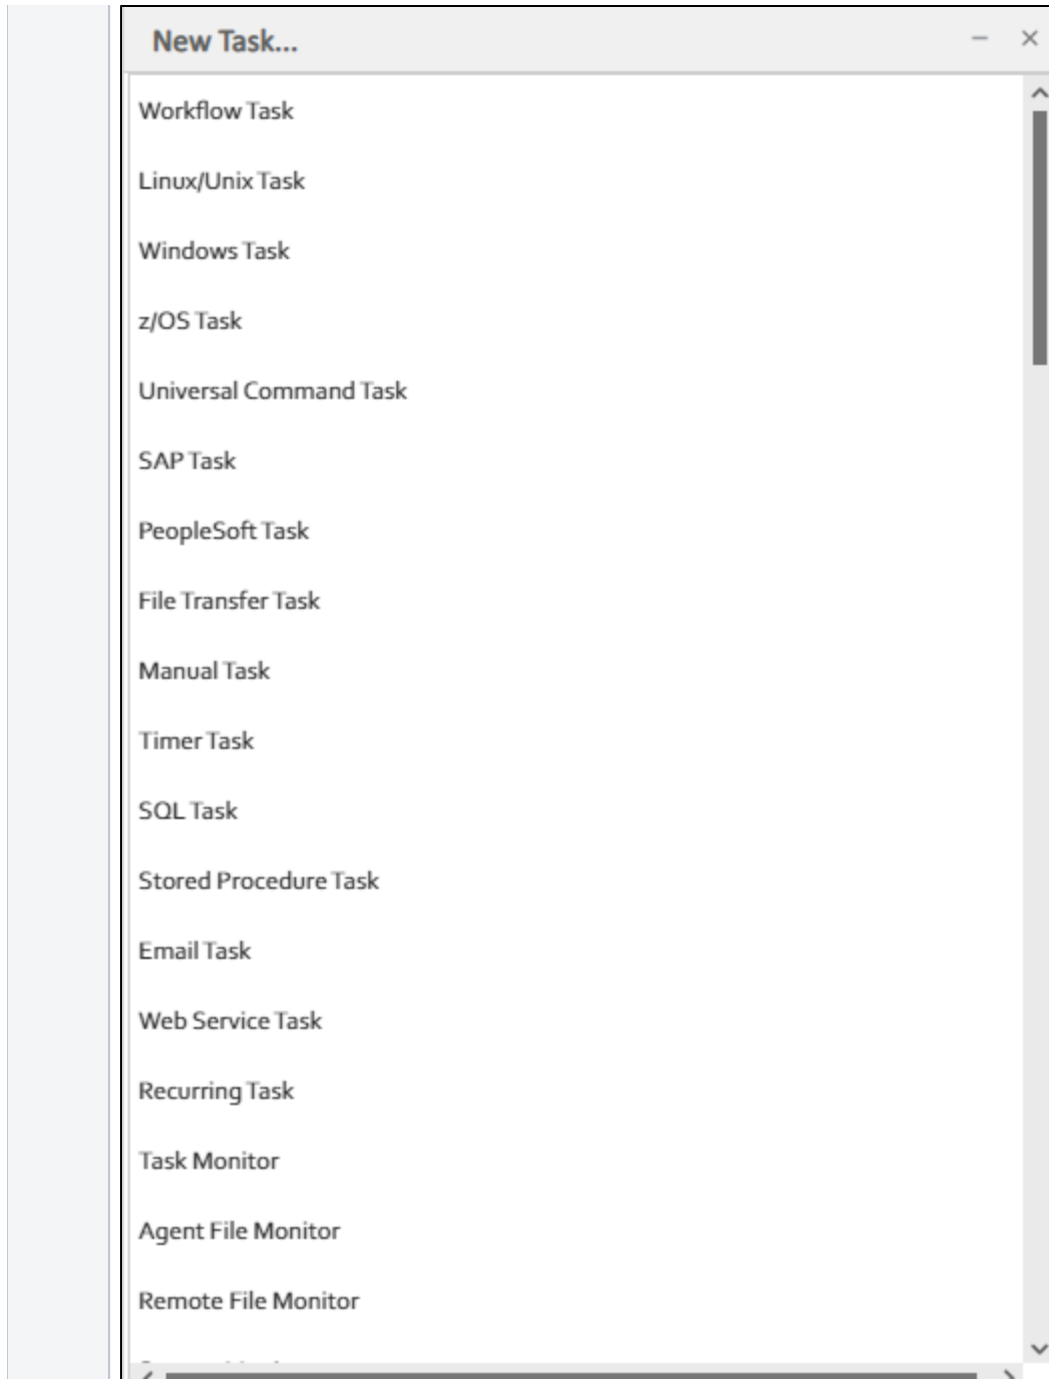 New Task...
Workflow Task
Linux/Unix Task
Windows Task
z/OS Task
Universal Command Task
SAP Task
PeopleSoft Task
File Transfer Task
Manual Task
Timer Task
SQL Task
Stored Procedure Task
Email Task
Web Service Task
Recurring Task
Task Monitor
Agent File Monitor
Remote File Monitor